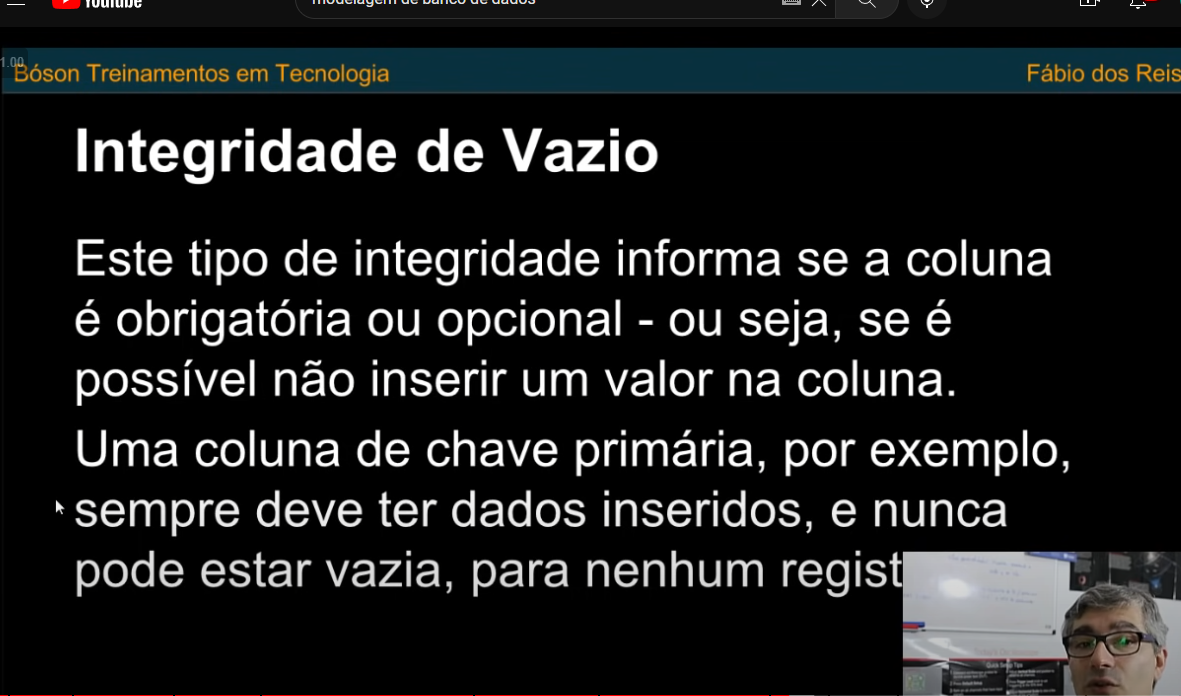 YouTube
modelagem de banco de dados
1.00
Bóson Treinamentos em Tecnologia
Fábio dos Reis
Integridade de Vazio
Este tipo de integridade informa se a coluna
é obrigatória ou opcional - ou seja, se é
possível não inserir um valor na coluna.
Uma coluna de chave primária, por exemplo,
sempre deve ter dados inseridos, e nunca
pode estar vazia, para nenhum regist